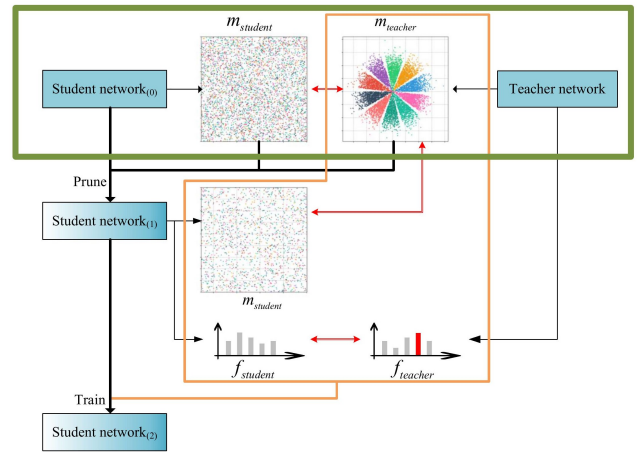 m_student
m_teacher
Student network(0)
Teacher network
Prune
Student network(1)
m_student
f_student
f_teacher
Train
Student network(2)